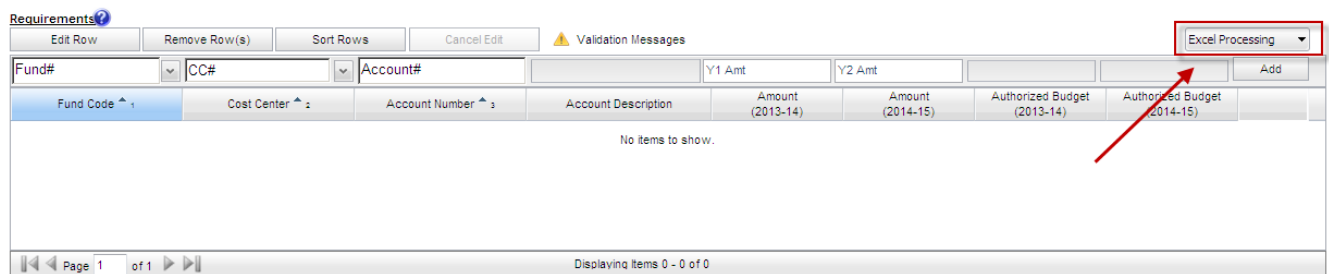 Requirements?
Edit Row Remove Row(s) Sort Rows Cancel Edit Validation Messages Excel Processing
Fund# CC# Account# Y1 Amt Y2 Amt Add
Fund Code 1 Cost Center 2 Account Number 3 Account Description Amount (2013-14) Amount (2014-15) Authorized Budget (2013-14) Authorized Budget (2014-15)
No items to show.
Page 1 of 1 Displaying Items 0 - 0 of 0